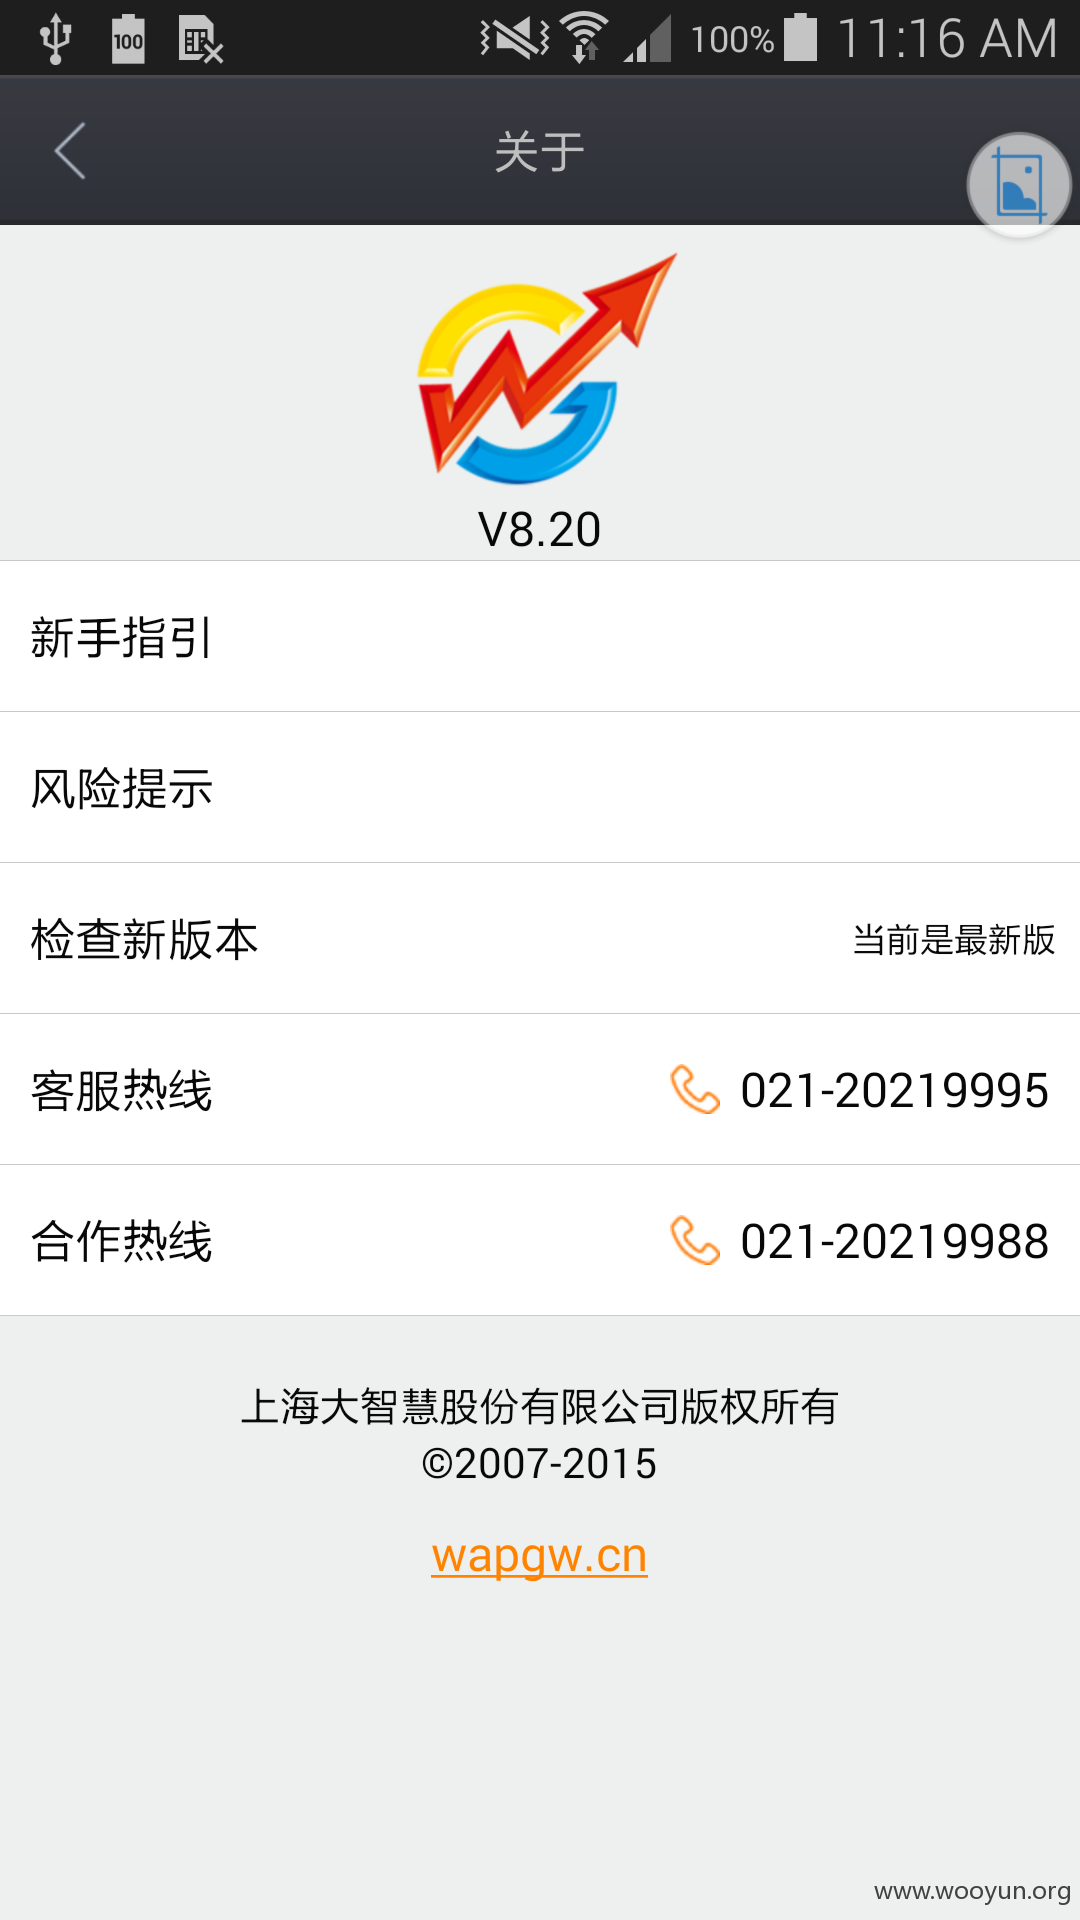 100
100% 11:16 AM
关于
V8.20
新手指引
风险提示
检查新版本 当前是最新版
客服热线 021-20219995
合作热线 021-20219988
上海大智慧股份有限公司版权所有
©2007-2015
wapgw.cn
www.wooyun.org